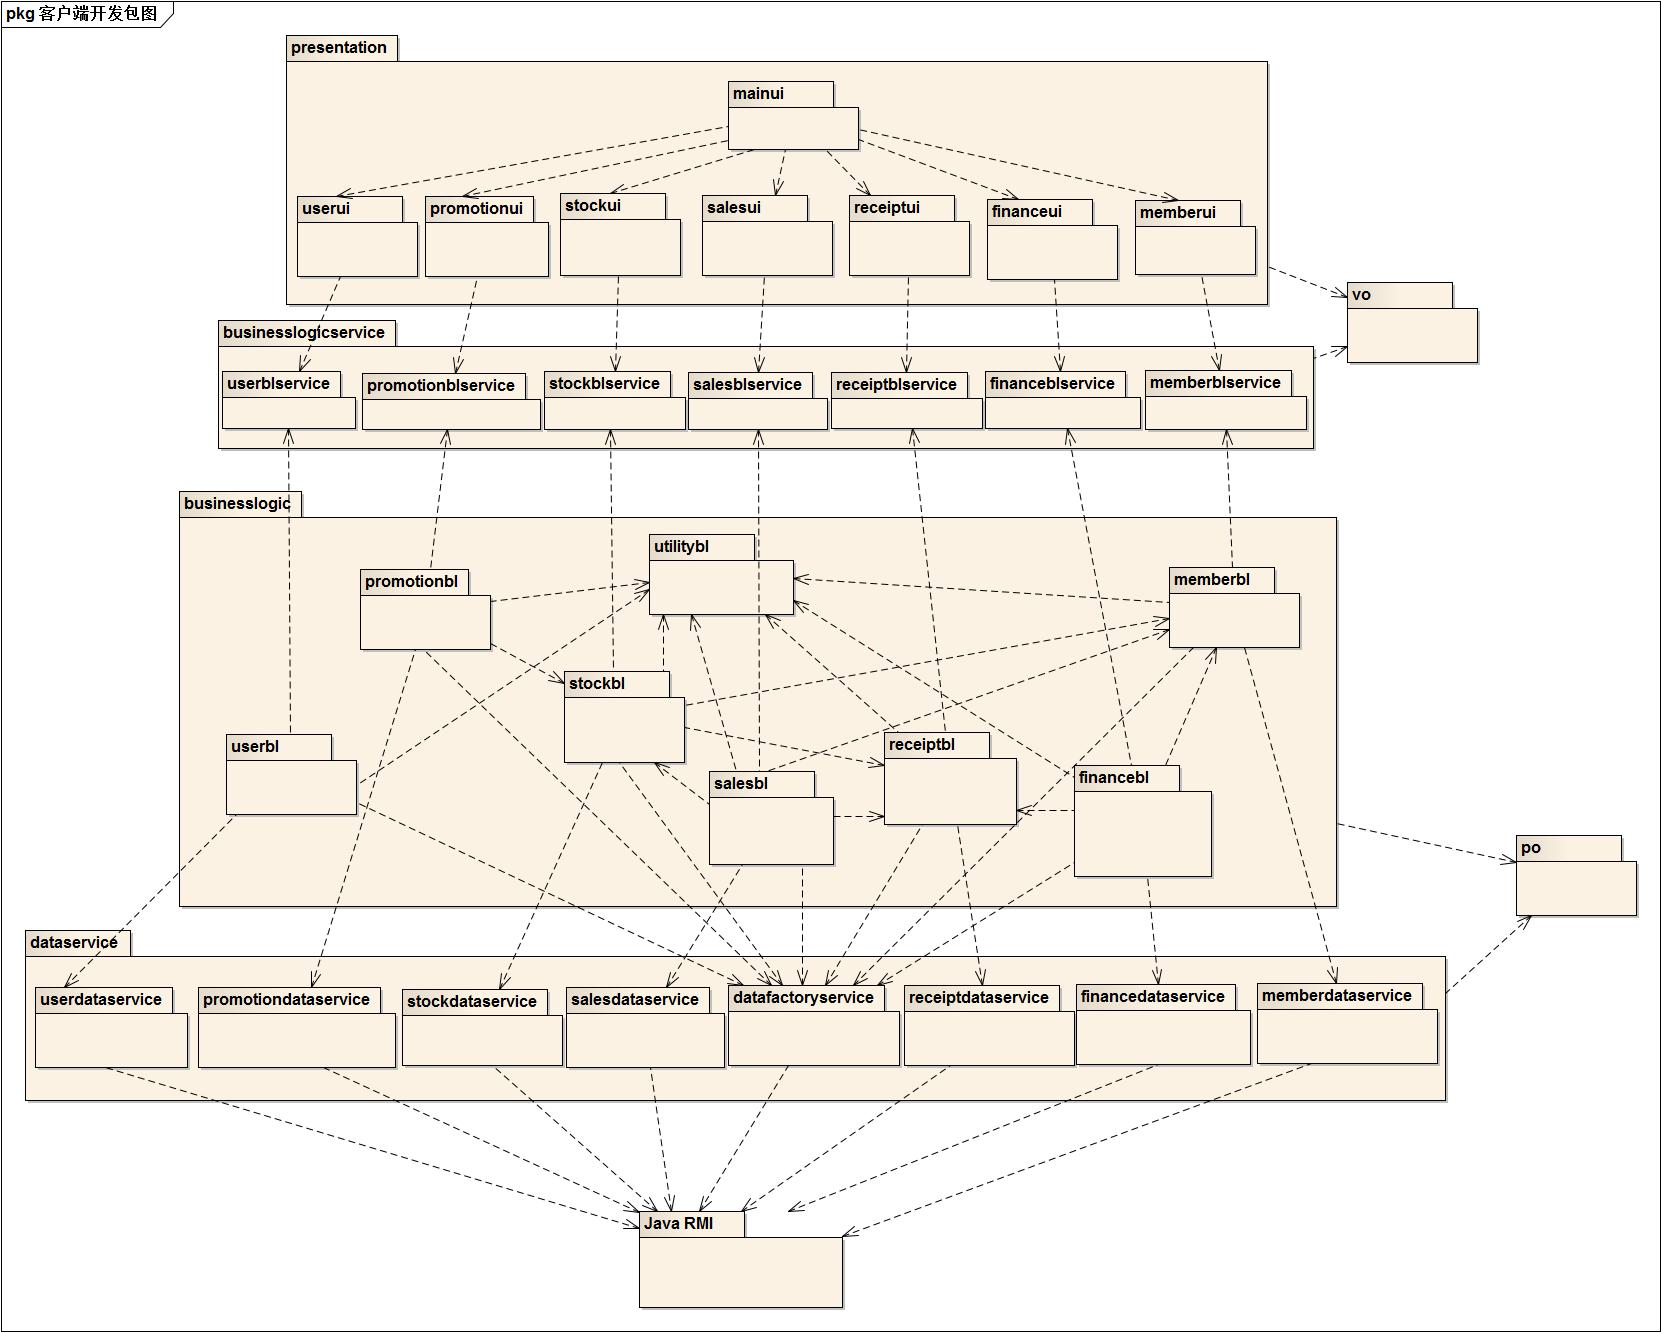 pkg 客户端开发包图
presentation
mainui
userui
promotionui
stockui
salesui
receiptui
financeui
memberui
vo
businesslogicservice
userblservice
promotionblservice
stockblservice
salesblservice
receiptblservice
financeblservice
memberblservice
businesslogic
utilitybl
promotionbl
memberbl
stockbl
userbl
receiptbl
salesbl
financebl
po
dataservice
userdataservice
promotiondataservice
stockdataservice
salesdataservice
datafactoryservice
receiptdataservice
financedataservice
memberdataservice
Java RMI